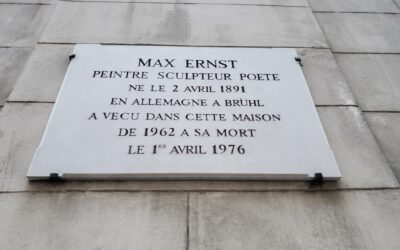 MAX ERNST
PEINTRE SCULPTEUR POETE
NE LE 2 AVRIL 1891
EN ALLEMAGNE A BRUHL
A VECU DANS CETTE MAISON
DE 1962 A SA MORT
LE 1ER AVRIL 1976